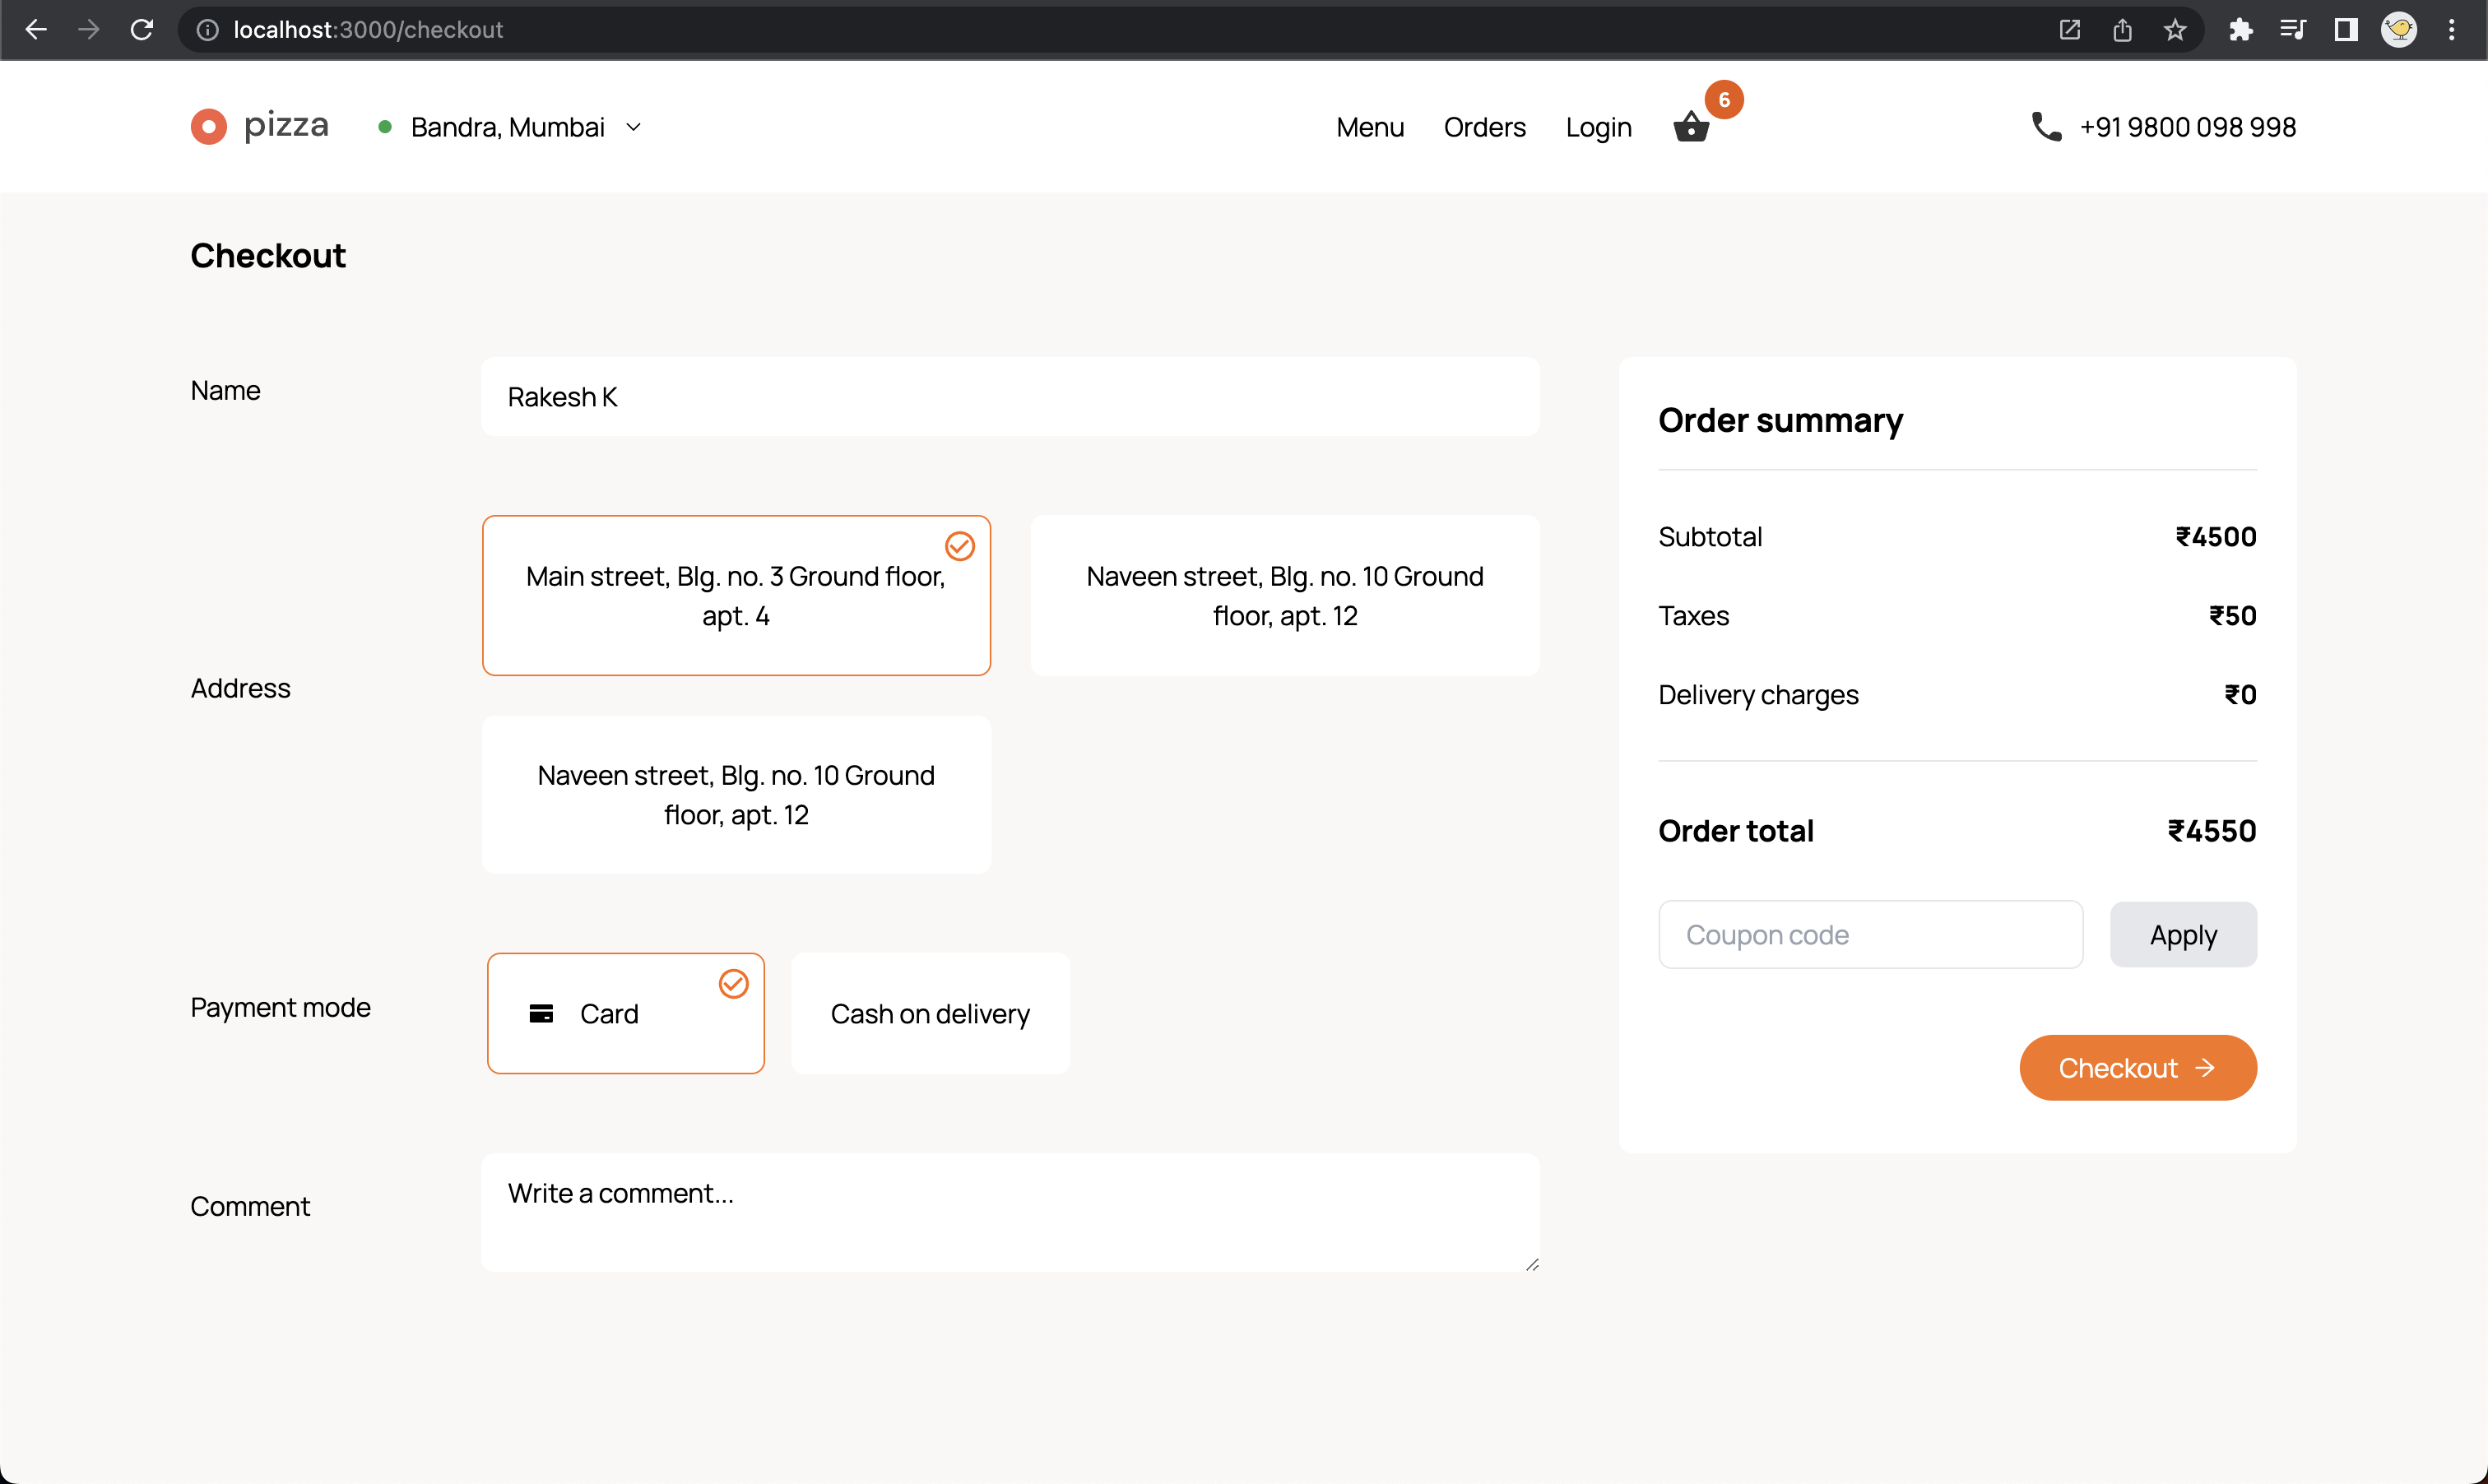 localhost:3000/checkout
pizza
Bandra, Mumbai
Menu
Orders
Login
6
+91 9800 098 998
Checkout
Name
Rakesh K
Address
Main street, Blg. no. 3 Ground floor,
apt. 4
Naveen street, Blg. no. 10 Ground
floor, apt. 12
Naveen street, Blg. no. 10 Ground
floor, apt. 12
Payment mode
Card
Cash on delivery
Comment
Write a comment...
Order summary
Subtotal ₹4500
Taxes ₹50
Delivery charges ₹0
Order total ₹4550
Coupon code
Apply
Checkout